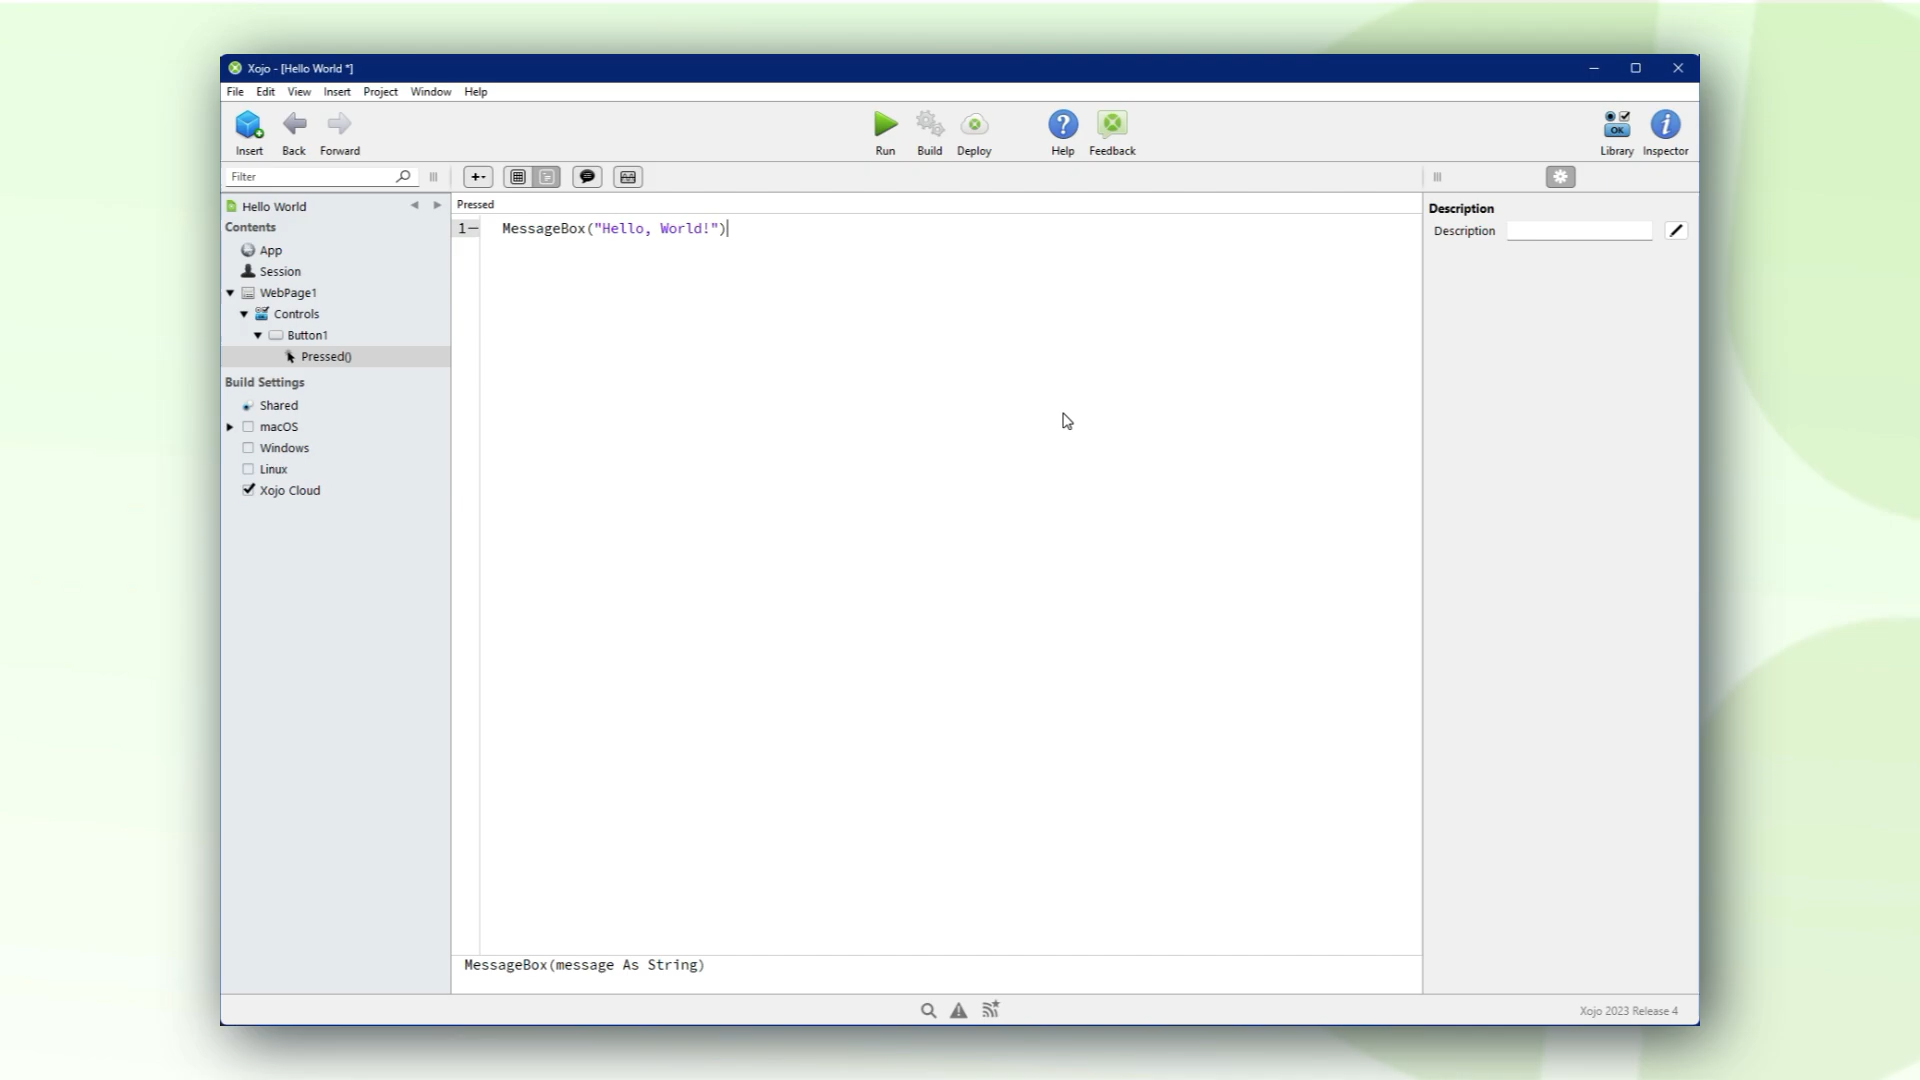 Xojo - [Hello World *]
File Edit View Insert Project Window Help
Insert Back Forward Run Build Deploy Help Feedback OK Library Inspector
Filter
Hello World
Contents
App
Session
WebPage1
Controls
Button1
Pressed()
Build Settings
Shared
macOS
Windows
Linux
Xojo Cloud
Pressed
1 MessageBox("Hello, World!")
MessageBox(message As String)
Description
Description
Xojo 2023 Release 4